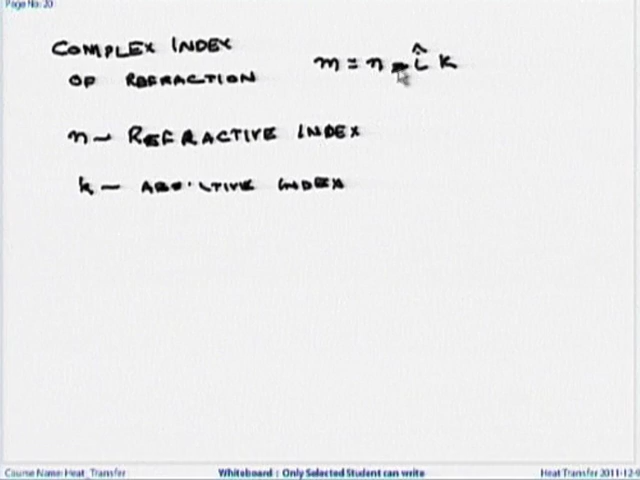 Page No: 20
COMPLEX INDEX
OF REFRACTION
m = n - î k
n – REFRACTIVE INDEX
k – INDEX
Course Name: Heat_Transfer
Whiteboard : Only Selected Student can write
Heat Transfer 2011-12-